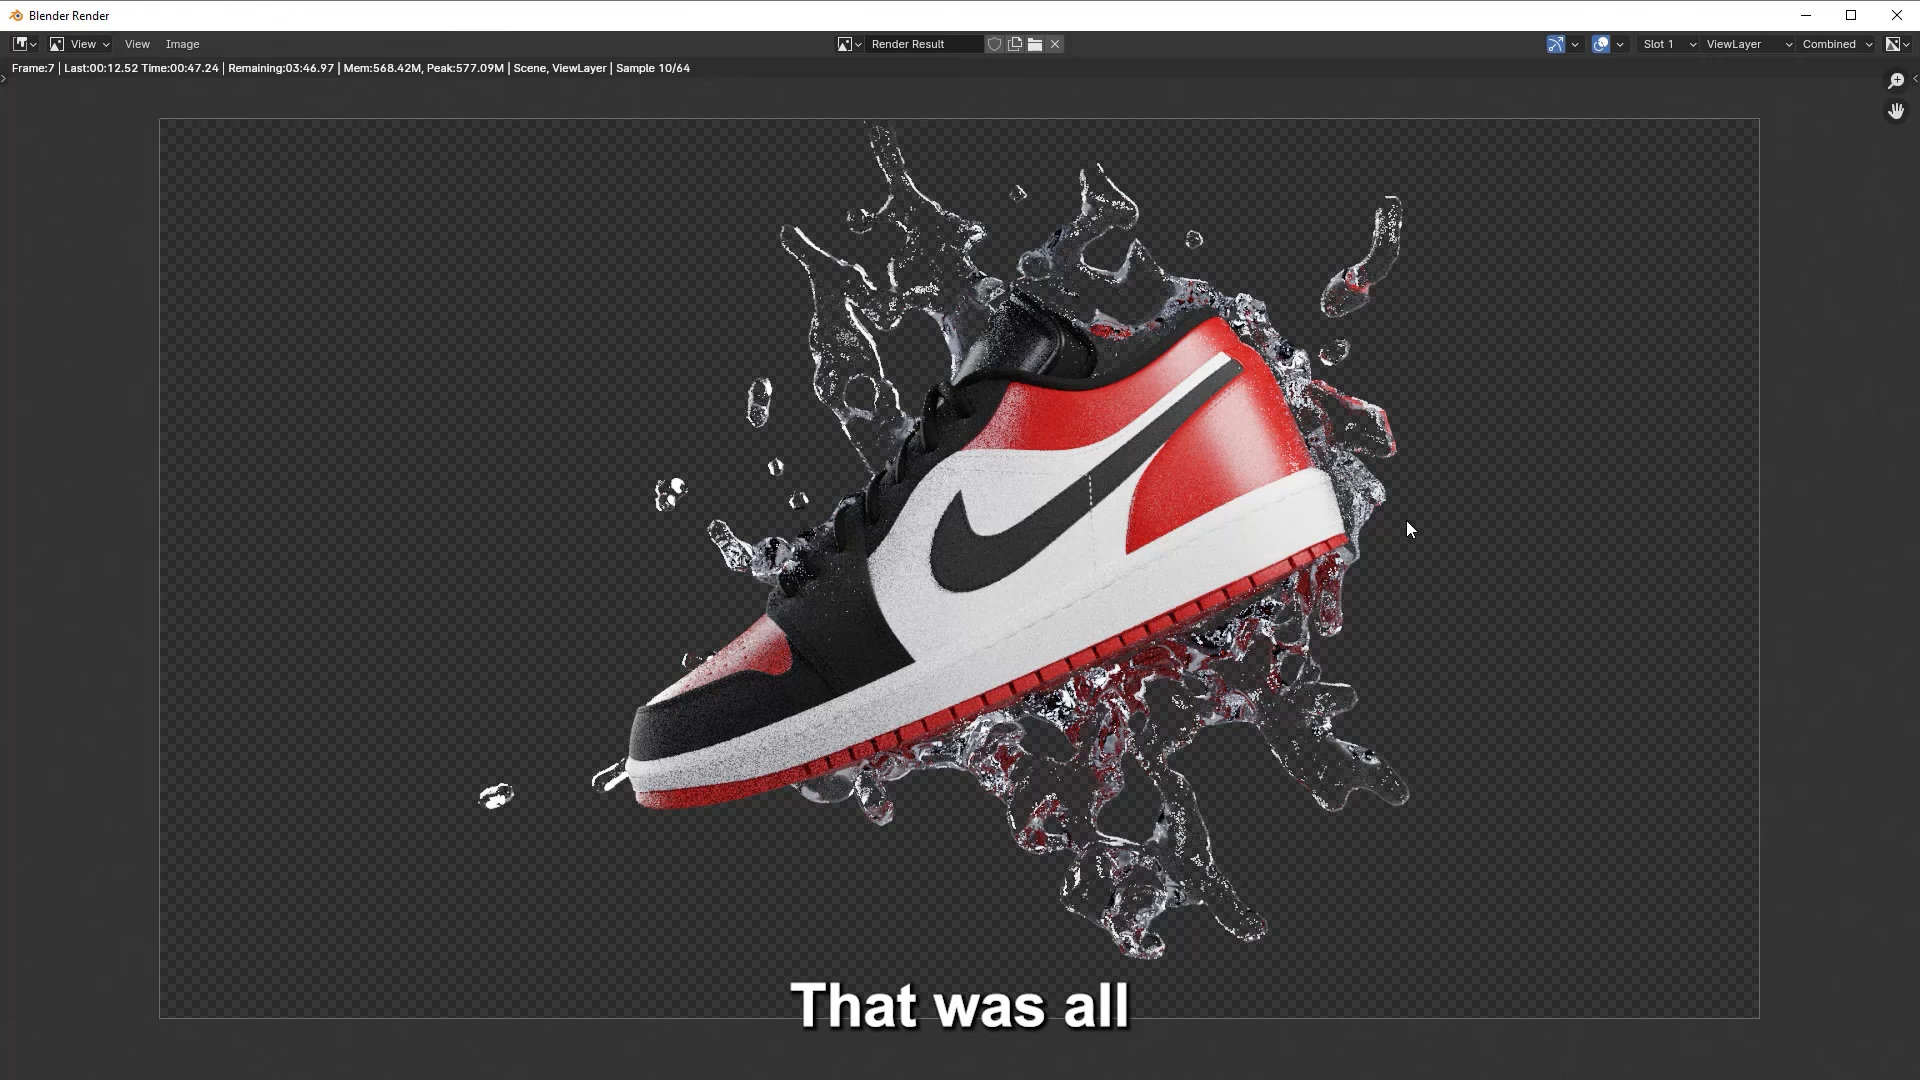 Blender Render
View View Image Render Result Slot 1 ViewLayer Combined
Frame:7 | Last:00:12.52 Time:00:47.24 | Remaining:03:46.97 | Mem:568.42M, Peak:577.09M | Scene, ViewLayer | Sample 10/64
That was all